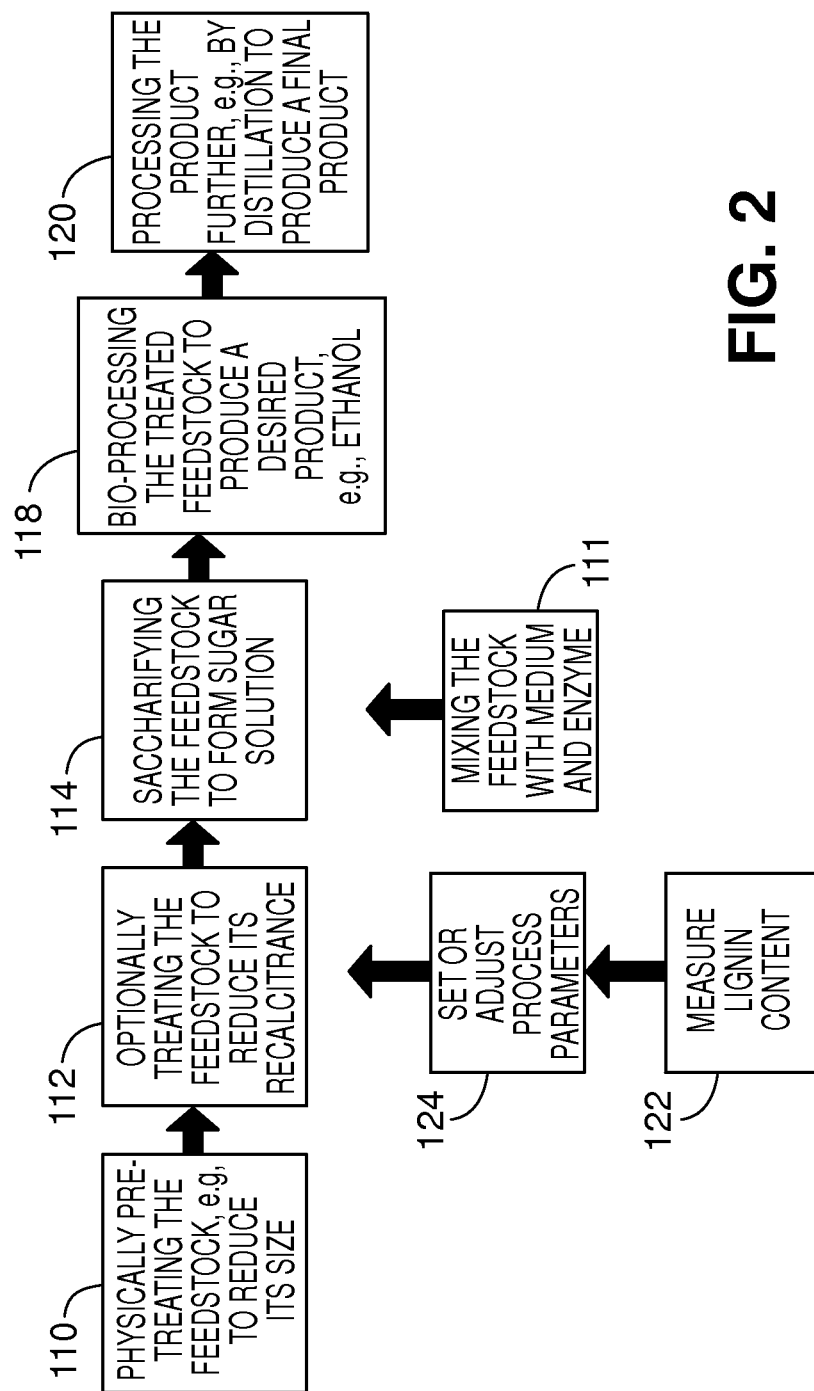 110
PHYSICALLY PRE-
TREATING THE
FEEDSTOCK, e.g,
TO REDUCE
ITS SIZE
112
OPTIONALLY
TREATING THE
FEEDSTOCK TO
REDUCE ITS
RECALCITRANCE
114
SACCHARIFYING
THE FEEDSTOCK
TO FORM SUGAR
SOLUTION
118
BIO-PROCESSING
THE TREATED
FEEDSTOCK TO
PRODUCE A
DESIRED
PRODUCT,
e.g., ETHANOL
120
PROCESSING THE
PRODUCT
FURTHER, e.g., BY
DISTILLATION TO
PRODUCE A FINAL
PRODUCT
124
SET OR
ADJUST
PROCESS
PARAMETERS
111
MIXING THE
FEEDSTOCK
WITH MEDIUM
AND ENZYME
122
MEASURE
LIGNIN
CONTENT
FIG. 2